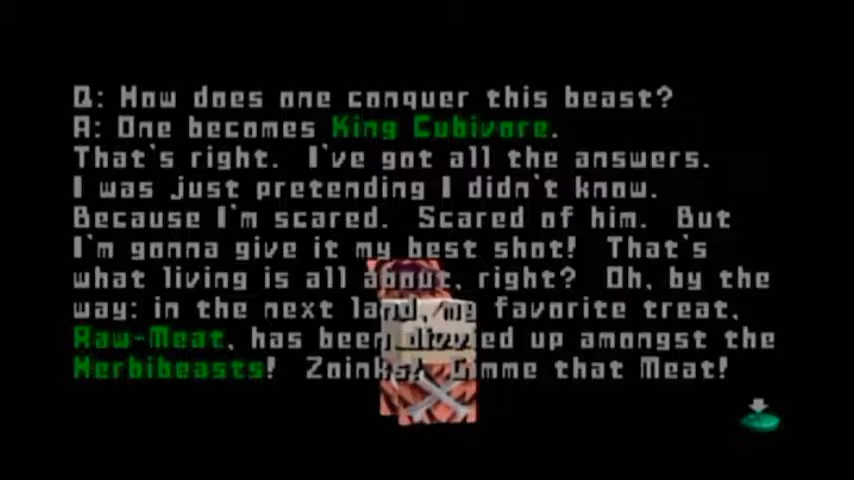 Q: How does one conquer this beast?
A: One becomes King Cubivore.
That's right. I've got all the answers.
I was just pretending I didn't know.
Because I'm scared. Scared of him. But
I'm gonna give it my best shot! That's
what living is all about, right? Oh, by the
way: in the next land, my favorite treat,
Raw-Meat, has been divvied up amongst the
Herbibeasts! Zoinks! Gimme that Meat!